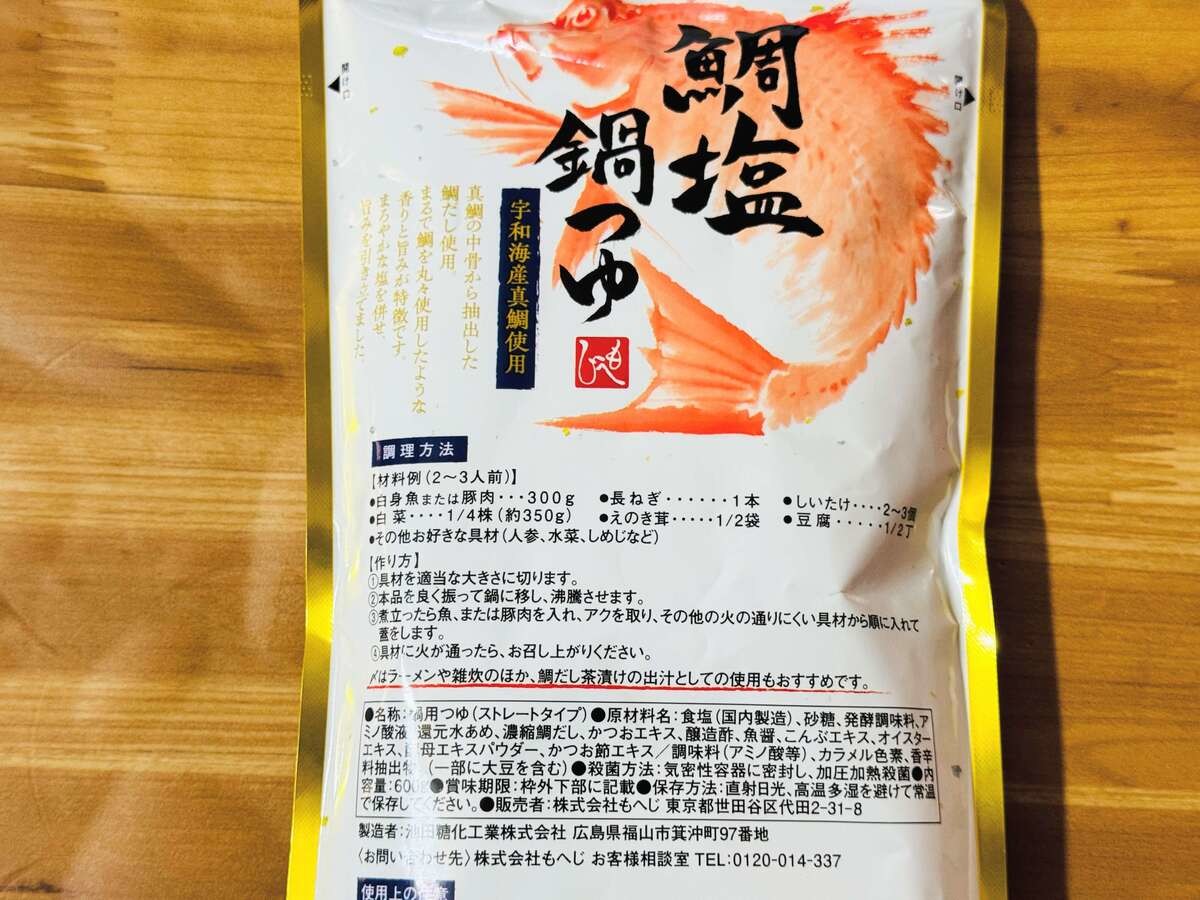 開け口
開け口
鯛塩
鍋つゆ
もへじ
宇和海産真鯛使用
真鯛の中骨から抽出した
鯛だし使用
まるで鯛を丸々使用したような
香りと旨みが特徴です。
まろやかな塩を併せ、
旨みを引き立てました。
調理方法
【材料例(2〜3人前)】
●白身魚または豚肉・・・300g ●長ねぎ・・・・・・1本 ●しいたけ・・・・2〜3個
●白菜・・・・1/4株(約350g) ●えのき茸・・・・・1/2袋 ●豆腐・・・・・1/2丁
●その他お好きな具材(人参、水菜、しめじなど)
【作り方】
①具材を適当な大きさに切ります。
②本品を良く振って鍋に移し、沸騰させます。
③煮立ったら魚、または豚肉を入れ、アクを取り、その他の火の通りにくい具材から順に入れて
蓋をします。
④具材に火が通ったら、お召し上がりください。
〆はラーメンや雑炊のほか、鯛だし茶漬けの出汁としての使用もおすすめです。
●名称:鍋用つゆ(ストレートタイプ)●原材料名:食塩(国内製造)、砂糖、発酵調味料、ア
ミノ酸液、還元水あめ、濃縮鯛だし、かつおエキス、醸造酢、魚醤、こんぶエキス、オイスター
エキス、酵母エキスパウダー、かつお節エキス/調味料(アミノ酸等)、カラメル色素、香辛
料抽出物、(一部に大豆を含む)●殺菌方法:気密性容器に密封し、加圧加熱殺菌●内
容量:600g●賞味期限:枠外下部に記載●保存方法:直射日光、高温多湿を避けて常温
で保存してください。●販売者:株式会社もへじ 東京都世田谷区代田2-31-8
製造者:池田糖化工業株式会社 広島県福山市箕沖町97番地
〈お問い合わせ先〉株式会社もへじ お客様相談室 TEL:0120-014-337
使用上の注意